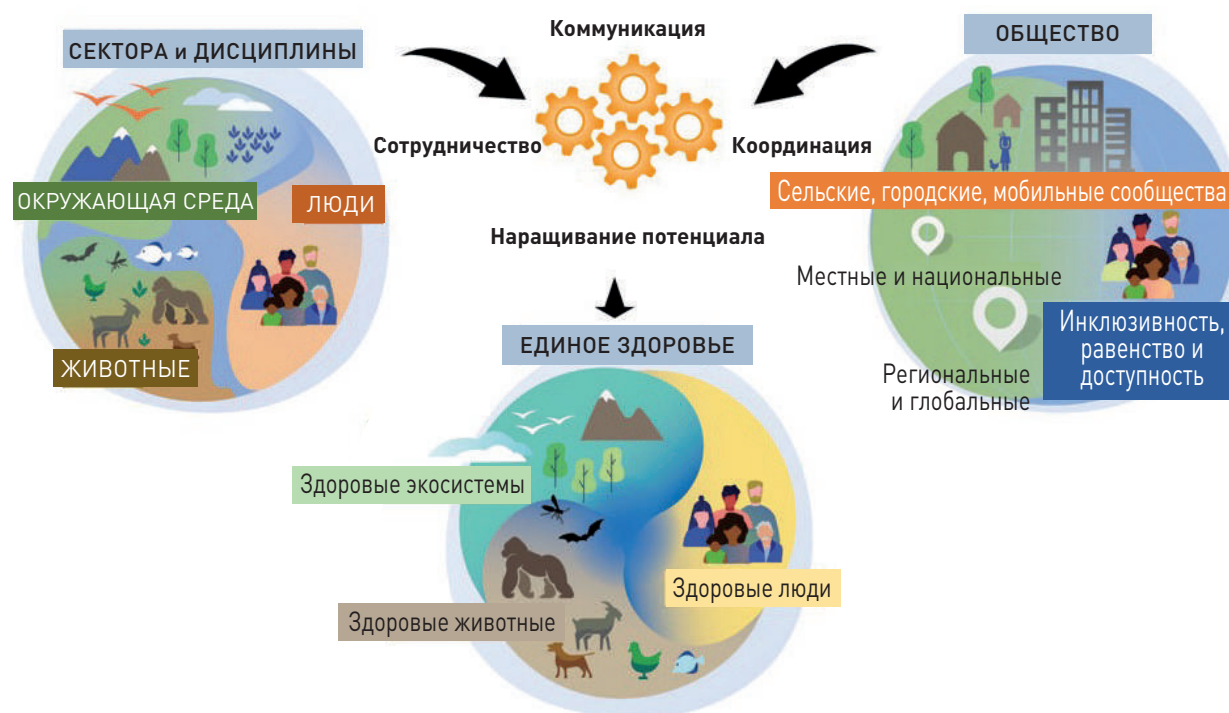 СЕКТОРА и ДИСЦИПЛИНЫ
ОКРУЖАЮЩАЯ СРЕДА
ЛЮДИ
ЖИВОТНЫЕ
Коммуникация
Сотрудничество
Координация
Наращивание потенциала
ОБЩЕСТВО
Сельские, городские, мобильные сообщества
Местные и национальные
Региональные
и глобальные
Инклюзивность,
равенство и
доступность
ЕДИНОЕ ЗДОРОВЬЕ
Здоровые экосистемы
Здоровые люди
Здоровые животные